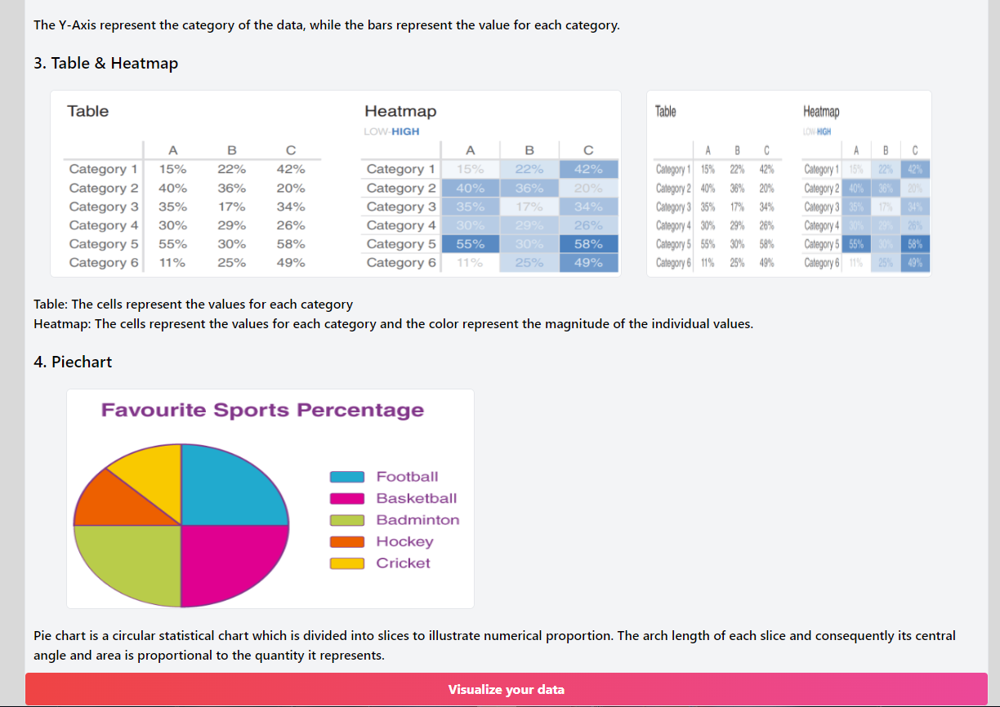 The Y-Axis represent the category of the data, while the bars represent the value for each category.
3. Table & Heatmap
Table
A B C
Category 1 15% 22% 42%
Category 2 40% 36% 20%
Category 3 35% 17% 34%
Category 4 30% 29% 26%
Category 5 55% 30% 58%
Category 6 11% 25% 49%
Heatmap
LOW-HIGH
A B C
Category 1 15% 22% 42%
Category 2 40% 36% 20%
Category 3 35% 17% 34%
Category 4 30% 29% 26%
Category 5 55% 30% 58%
Category 6 11% 25% 49%
Table
A B C
Category 1 15% 22% 42%
Category 2 40% 36% 20%
Category 3 35% 17% 34%
Category 4 30% 29% 26%
Category 5 55% 30% 58%
Category 6 11% 25% 49%
Heatmap
LOW-HIGH
A B C
Category 1 15% 22% 42%
Category 2 40% 36% 20%
Category 3 35% 17% 34%
Category 4 30% 29% 26%
Category 5 55% 30% 58%
Category 6 11% 25% 49%
Table: The cells represent the values for each category
Heatmap: The cells represent the values for each category and the color represent the magnitude of the individual values.
4. Piechart
Favourite Sports Percentage
Football
Basketball
Badminton
Hockey
Cricket
Pie chart is a circular statistical chart which is divided into slices to illustrate numerical proportion. The arch length of each slice and consequently its central
angle and area is proportional to the quantity it represents.
Visualize your data